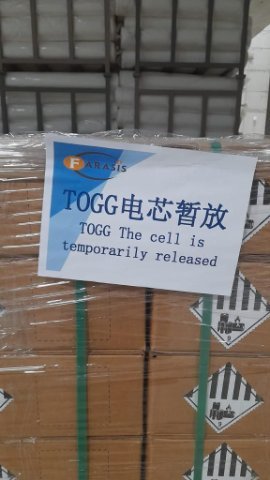 FARASIS
TOGG电芯暂放
TOGG The cell is
temporarily released